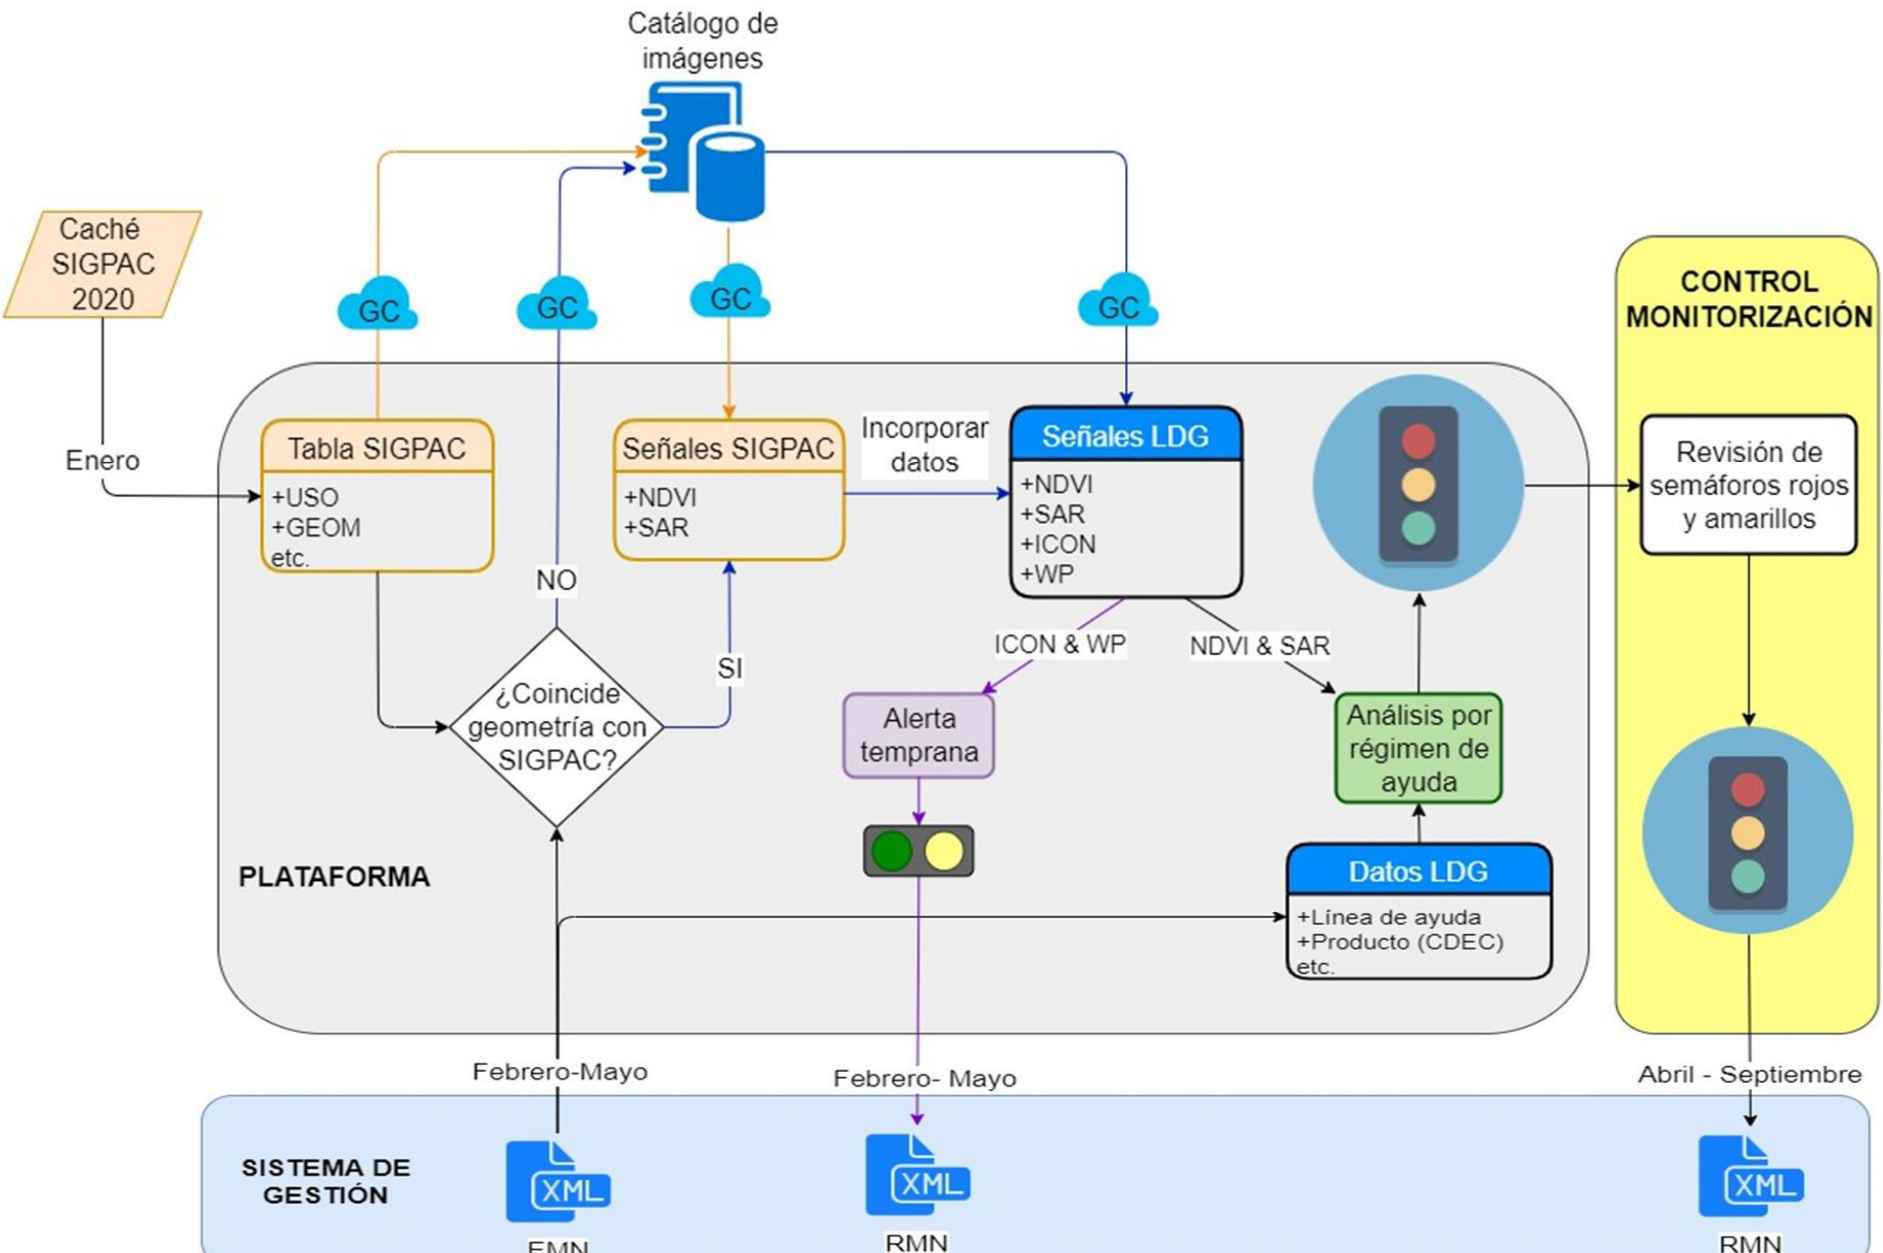 Catálogo de
imágenes
Caché
SIGPAC
2020
GC
GC
GC
GC
CONTROL
MONITORIZACIÓN
Enero
Tabla SIGPAC
+USO
+GEOM
etc.
Señales SIGPAC
+NDVI
+SAR
Incorporar
datos
Señales LDG
+NDVI
+SAR
+ICON
+WP
Revisión de
semáforos rojos
y amarillos
NO
SI
ICON & WP
NDVI & SAR
¿Coincide
geometría con
SIGPAC?
Alerta
temprana
Análisis por
régimen de
ayuda
PLATAFORMA
Datos LDG
+Línea de ayuda
+Producto (CDEC)
etc.
Febrero-Mayo
Febrero- Mayo
Abril - Septiembre
SISTEMA DE
GESTIÓN
XML
XML
XML
RMN
RMN